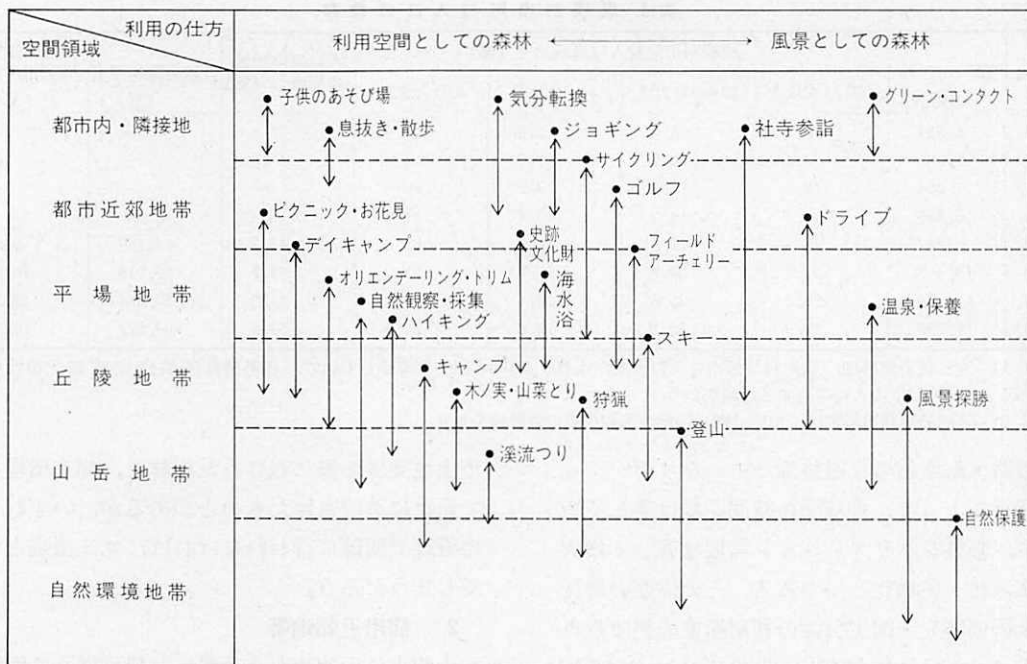 利用の仕方
空間領域
利用空間としての森林 ← → 風景としての森林
都市内・隣接地
都市近郊地帯
平場地帯
丘陵地帯
山岳地帯
自然環境地帯
子供のあそび場
気分転換
グリーン・コンタクト
息抜き・散歩
ジョギング
社寺参詣
サイクリング
ゴルフ
ピクニック・お花見
ドライブ
デイキャンプ
史跡
文化財
フィールド
アーチェリー
オリエンテーリング・トリム
海水浴
自然観察・採集
温泉・保養
ハイキング
スキー
キャンプ
木ノ実・山菜とり
狩猟
風景探勝
登山
渓流つり
自然保護